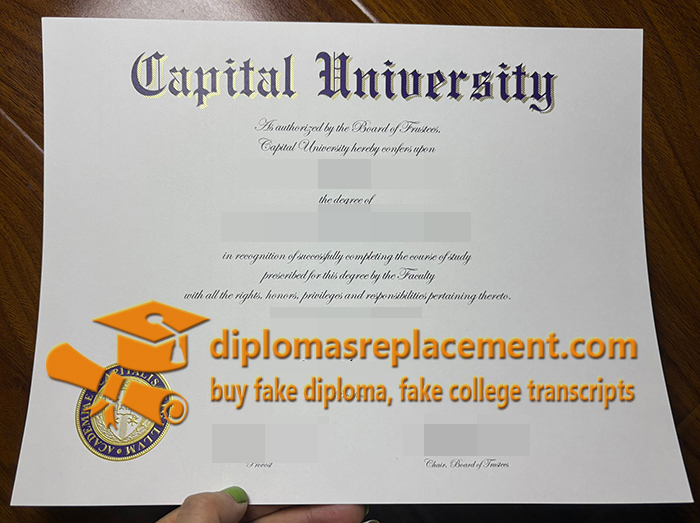 Capital University
As authorized by the Board of Trustees,
Capital University hereby confers upon
the degree of
in recognition of successfully completing the course of study
prescribed for this degree by the Faculty
with all the rights, honors, privileges and responsibilities pertaining thereto.
diplomasreplacement.com
buy fake diploma, fake college transcripts
Provost
Chair, Board of Trustees